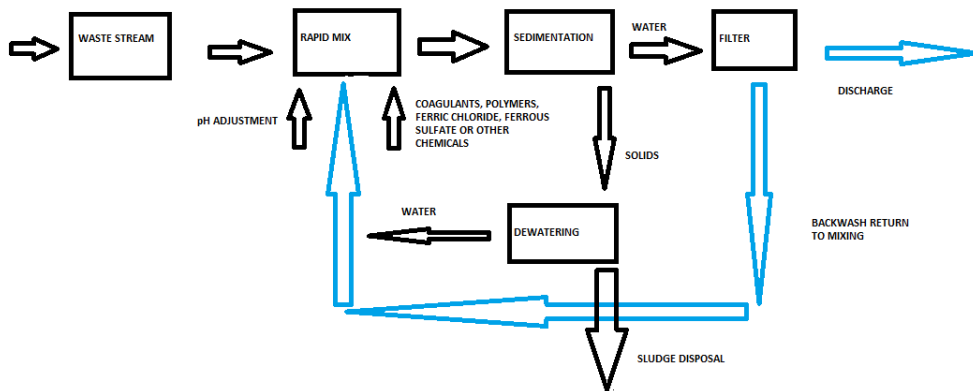 WASTE STREAM
RAPID MIX
SEDIMENTATION
WATER
FILTER
DISCHARGE
pH ADJUSTMENT
COAGULANTS, POLYMERS,
FERRIC CHLORIDE, FERROUS
SULFATE OR OTHER
CHEMICALS
SOLIDS
WATER
DEWATERING
BACKWASH RETURN
TO MIXING
SLUDGE DISPOSAL